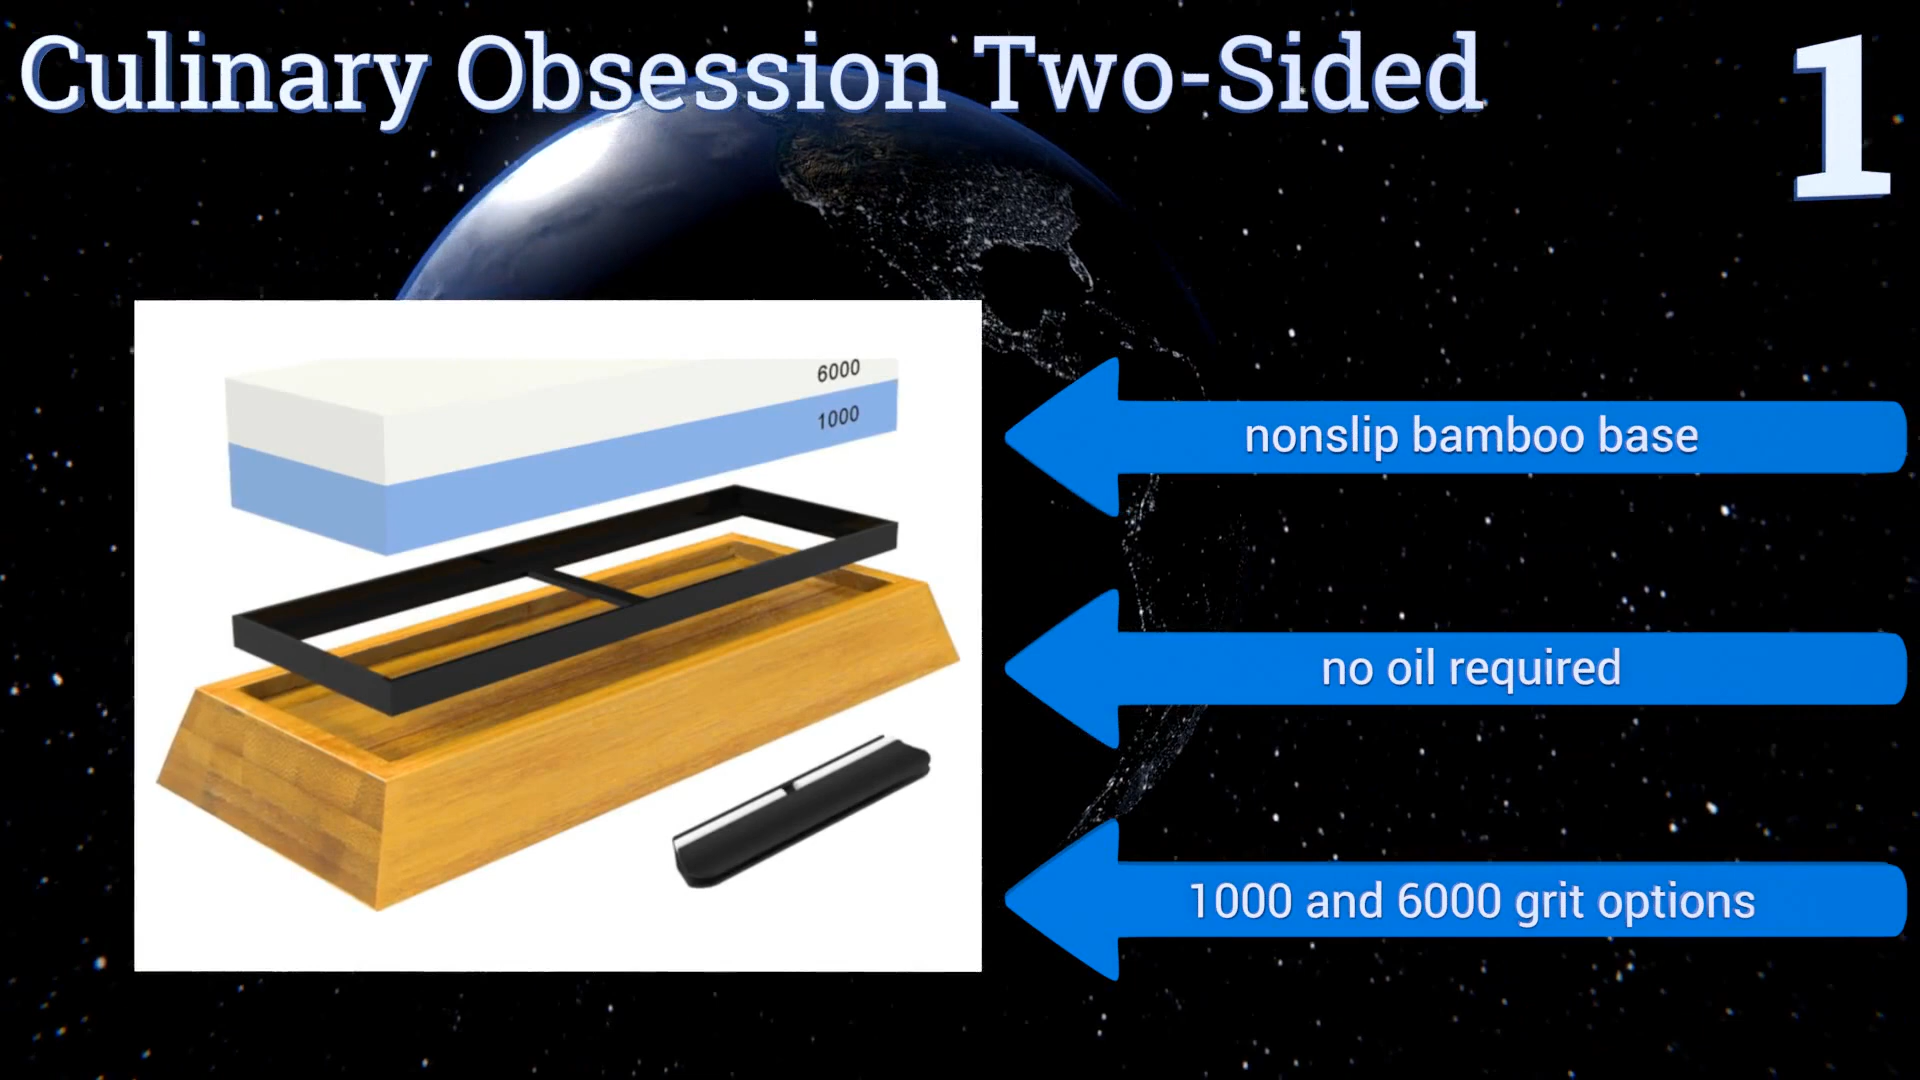 Culinary Obsession Two-Sided
1
6000
1000
nonslip bamboo base
no oil required
1000 and 6000 grit options